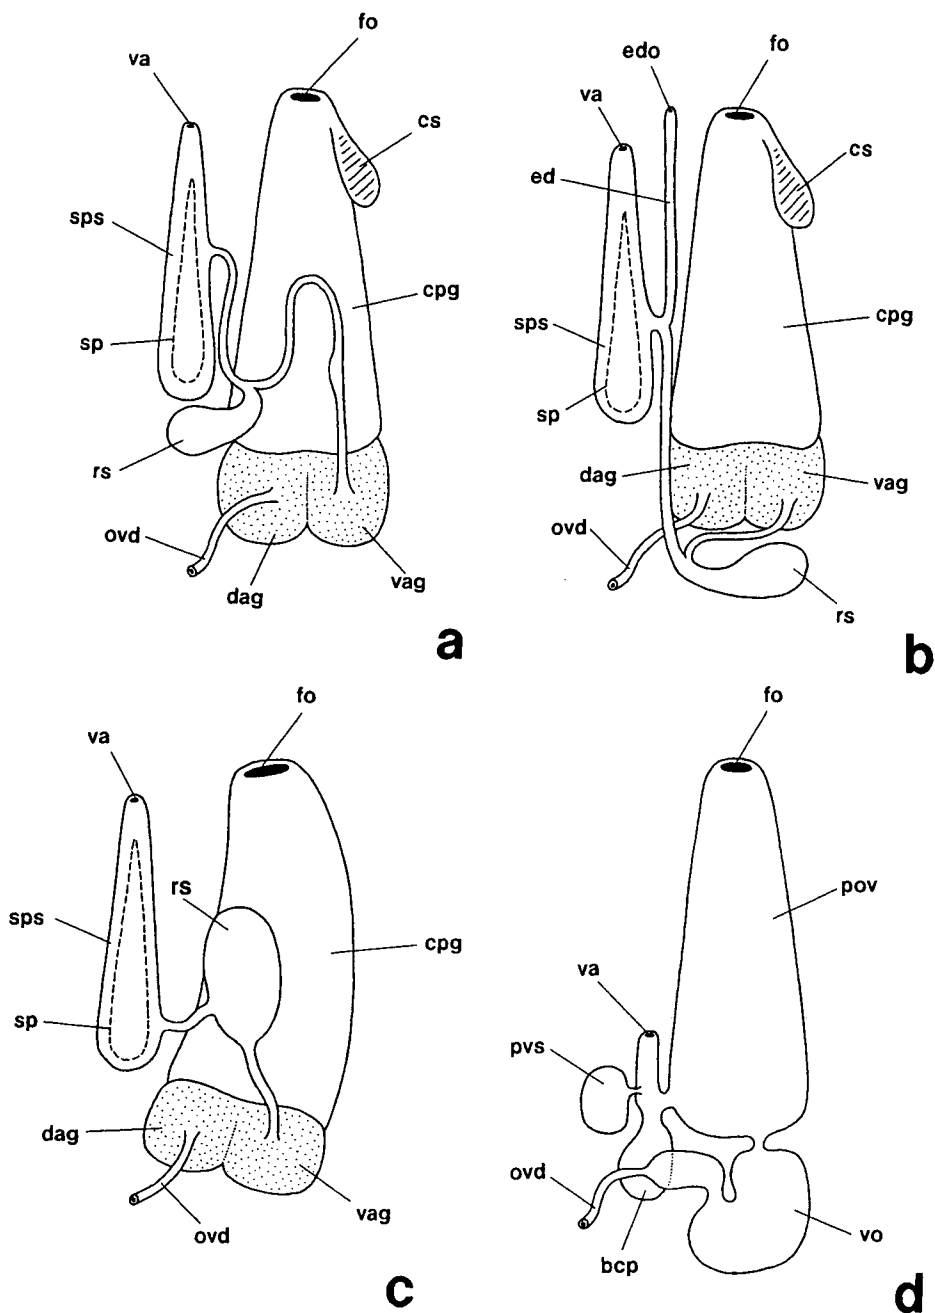 fo
va
cs
sps
cpg
sp
rs
ovd
dag
vag
a
edo
fo
va
cs
ed
cpg
sps
sp
dag
vag
ovd
rs
b
fo
va
rs
sps
cpg
sp
dag
vag
ovd
c
fo
pov
va
pvs
ovd
bcp
vo
d